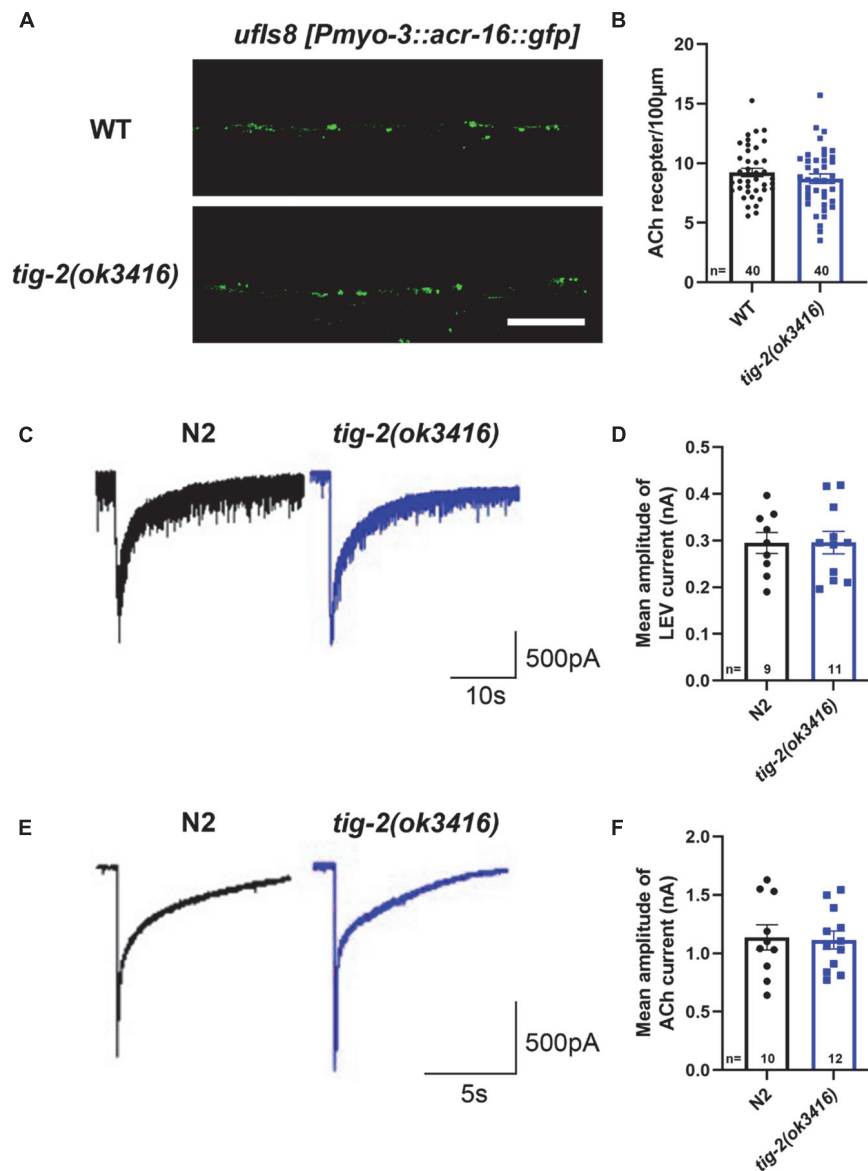 A
ufIs8 [Pmyo-3::acr-16::gfp]
WT
tig-2(ok3416)
B
ACh recepter/100µm
20
15
10
5
0
n= 40 40
WT
tig-2(ok3416)
C
N2
tig-2(ok3416)
500pA
10s
D
Mean amplitude of
LEV current (nA)
0.5
0.4
0.3
0.2
0.1
0.0
n= 9 11
N2
tig-2(ok3416)
E
N2
tig-2(ok3416)
500pA
5s
F
Mean amplitude of
ACh current (nA)
2.0
1.5
1.0
0.5
0.0
n= 10 12
N2
tig-2(ok3416)